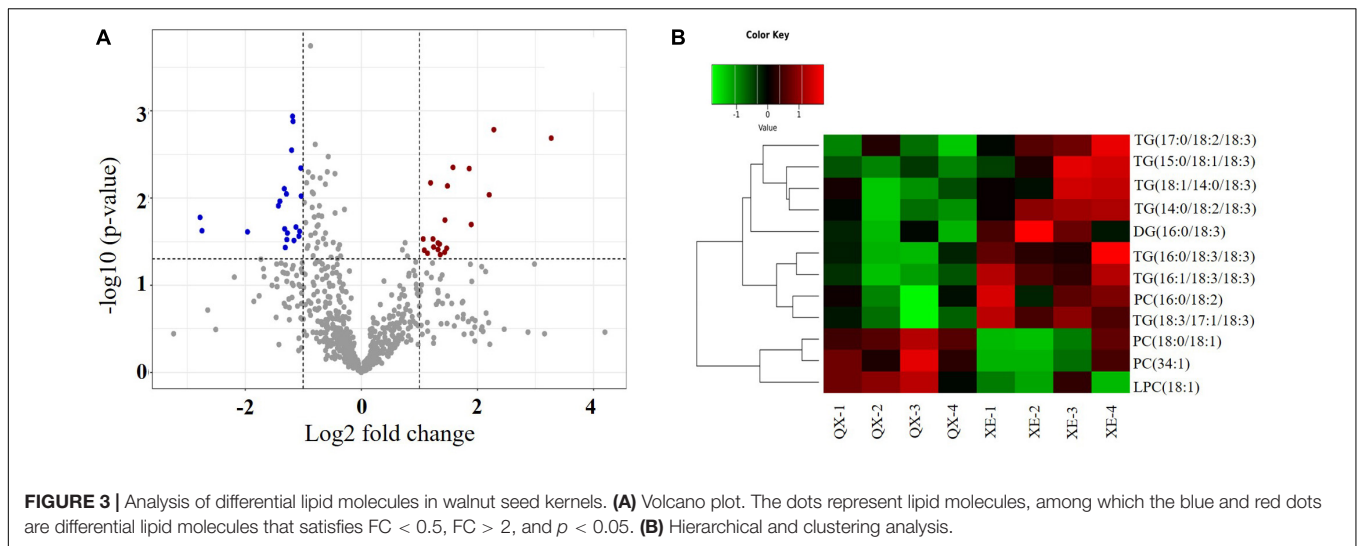 A
B
Color Key
-1 0 1
Value
-log10 (p-value)
3
2
1
0
-2 0 2 4
Log2 fold change
TG(17:0/18:2/18:3)
TG(15:0/18:1/18:3)
TG(18:1/14:0/18:3)
TG(14:0/18:2/18:3)
DG(16:0/18:3)
TG(16:0/18:3/18:3)
TG(16:1/18:3/18:3)
PC(16:0/18:2)
TG(18:3/17:1/18:3)
PC(18:0/18:1)
PC(34:1)
LPC(18:1)
QX-1 QX-2 QX-3 QX-4 XE-1 XE-2 XE-3 XE-4
FIGURE 3 | Analysis of differential lipid molecules in walnut seed kernels. (A) Volcano plot. The dots represent lipid molecules, among which the blue and red dots
are differential lipid molecules that satisfies FC < 0.5, FC > 2, and p < 0.05. (B) Hierarchical and clustering analysis.